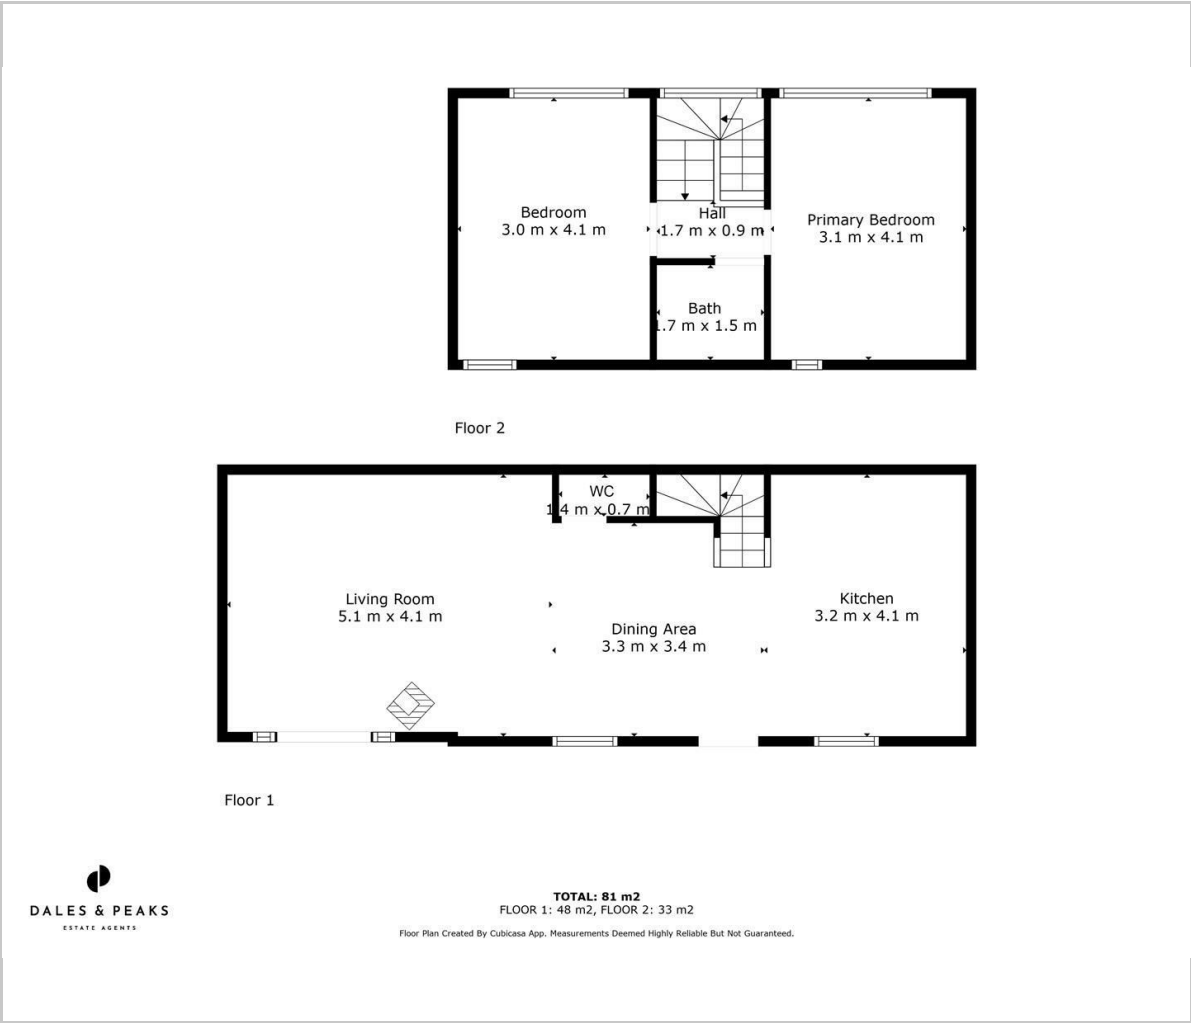 Bedroom
3.0 m x 4.1 m
Hall
1.7 m x 0.9 m
Primary Bedroom
3.1 m x 4.1 m
Bath
1.7 m x 1.5 m
Floor 2
WC
1.4 m x 0.7 m
Living Room
5.1 m x 4.1 m
Dining Area
3.3 m x 3.4 m
Kitchen
3.2 m x 4.1 m
Floor 1
DALES & PEAKS
ESTATE AGENTS
TOTAL: 81 m2
FLOOR 1: 48 m2, FLOOR 2: 33 m2
Floor Plan Created By Cubicasa App. Measurements Deemed Highly Reliable But Not Guaranteed.